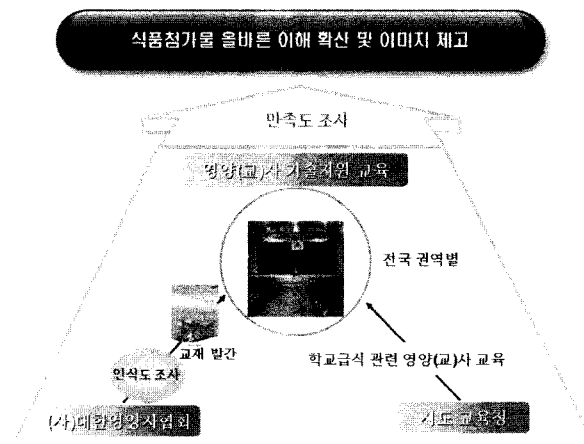 식품첨가물 올바른 이해 확산 및 이미지 제고
만족도 조사
영양(교)사 기술지원 교육
전국 권역별
교재 발간
학교급식 관련 영양(교)사 교육
인식도 조사
(사)대한영양사협회
시도 교육청